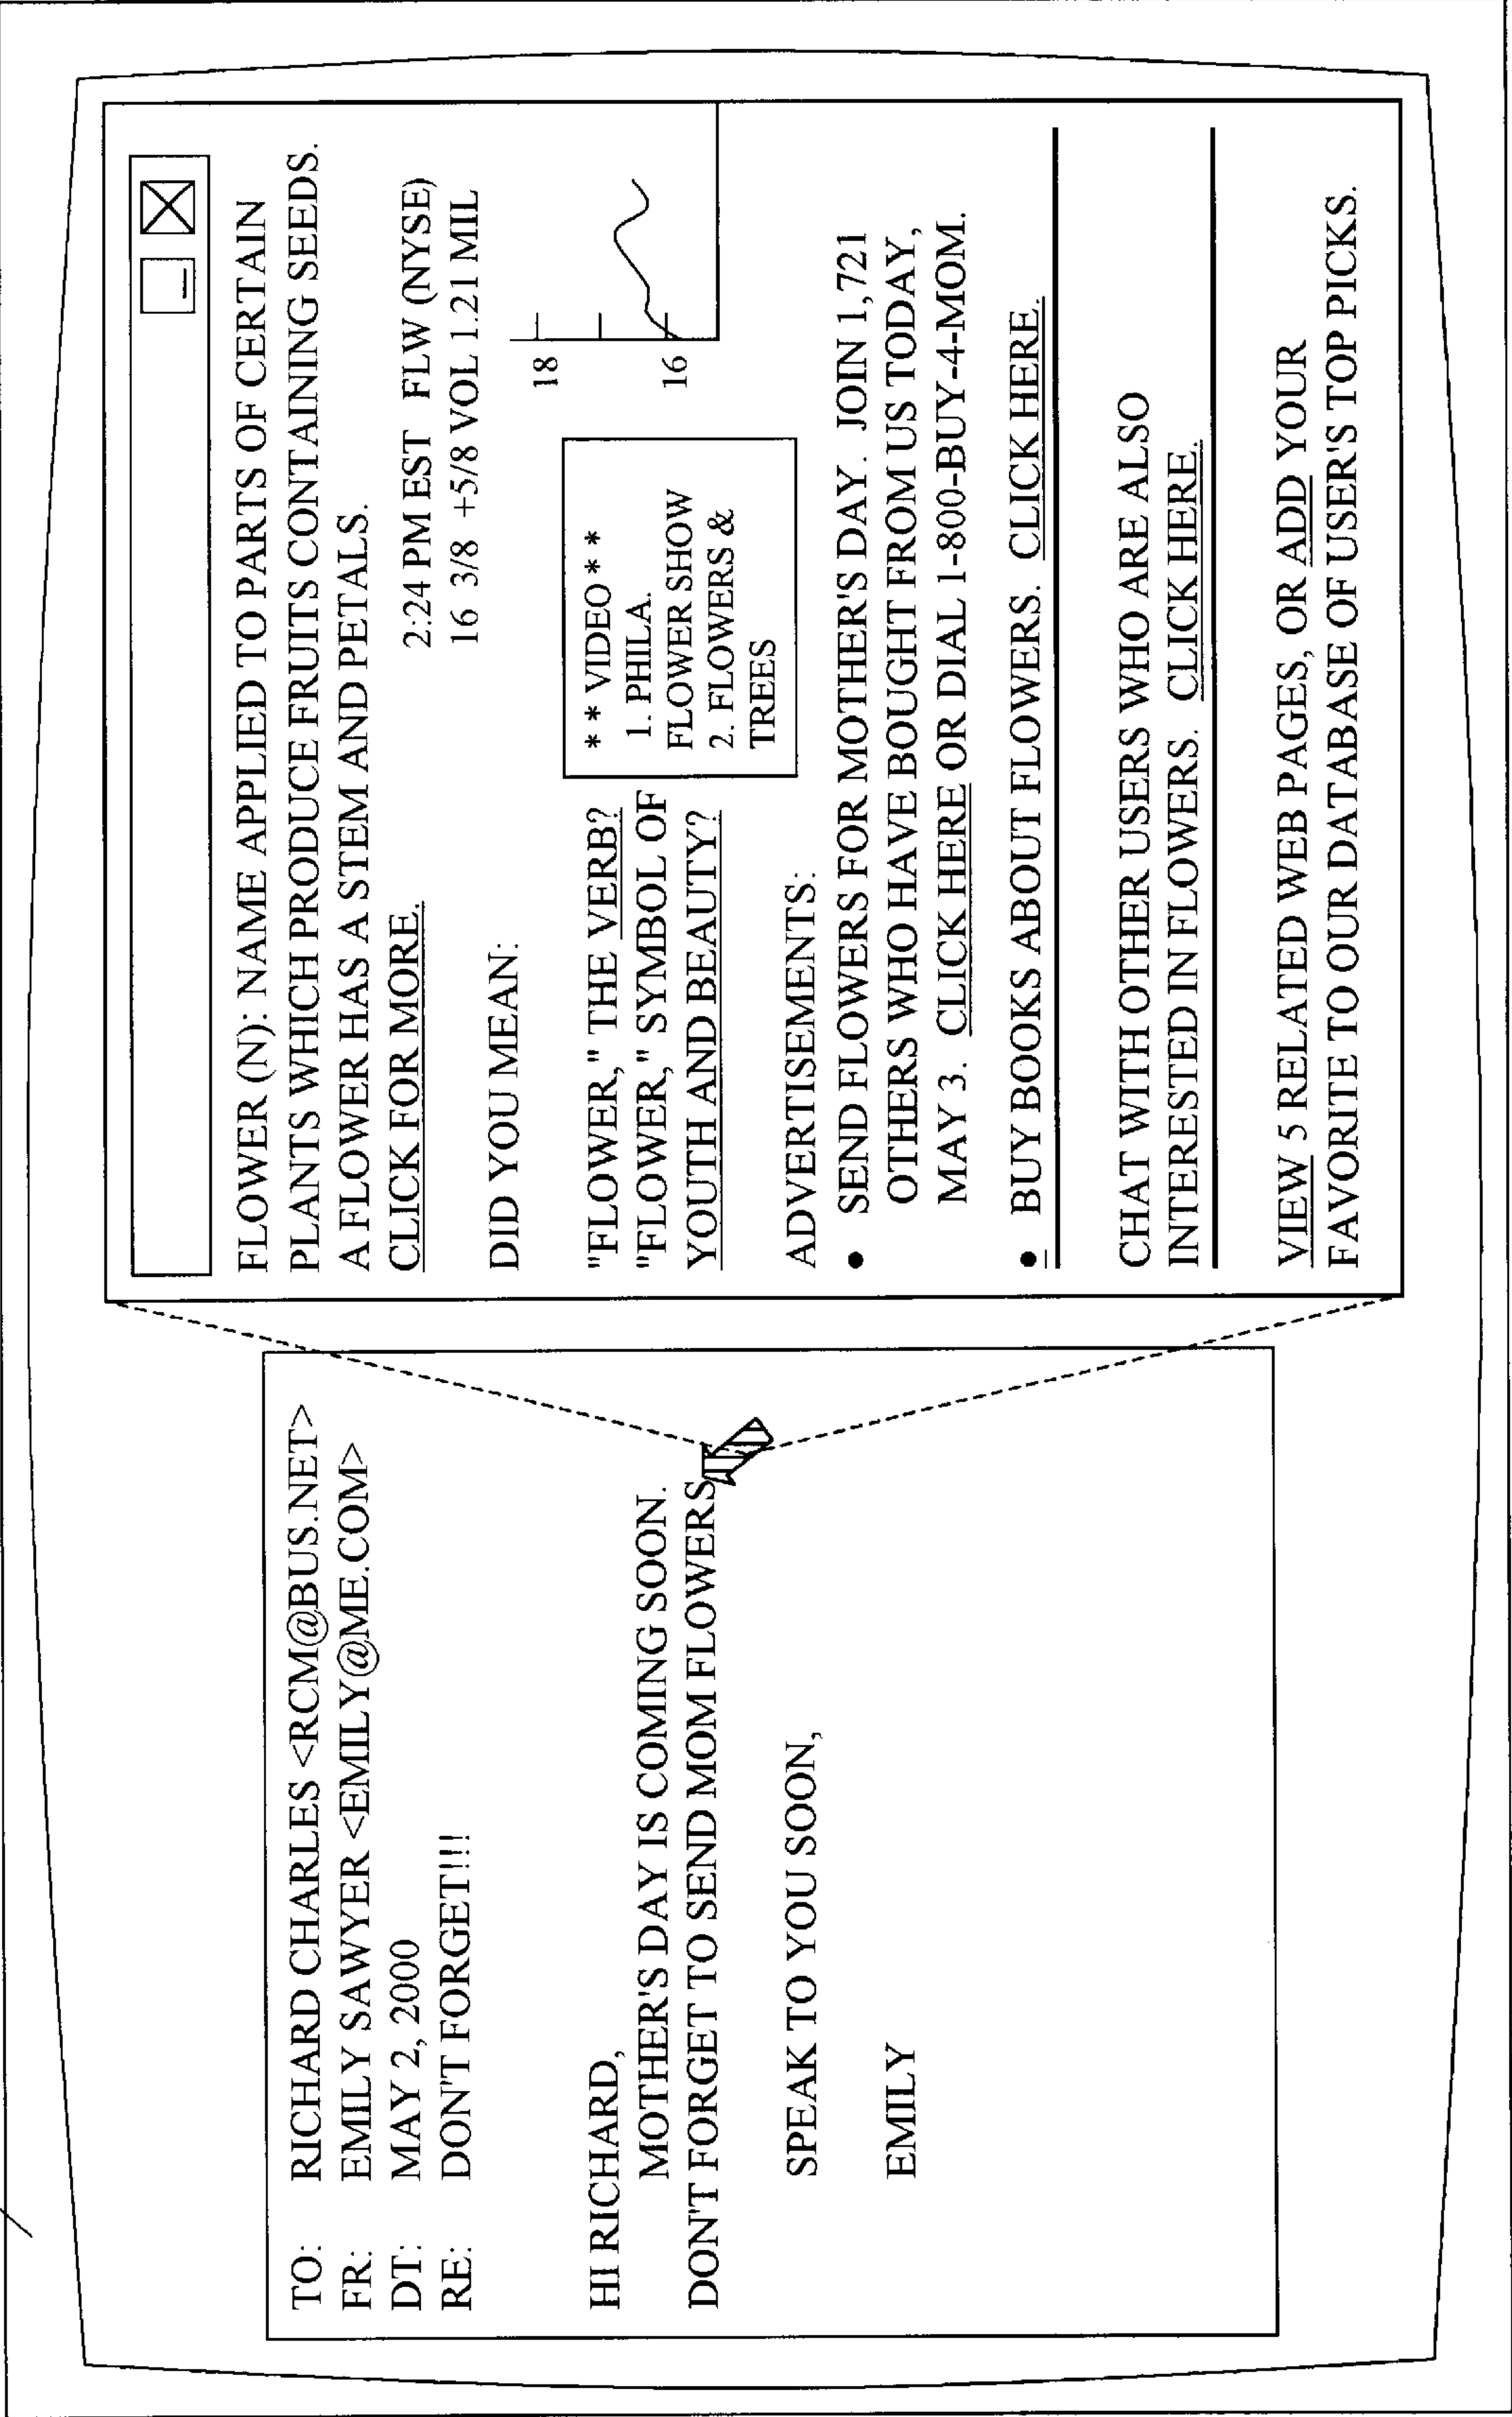 TO: RICHARD CHARLES <RCM@BUS.NET>
FR: EMILY SAWYER <EMILY@ME.COM>
DT: MAY 2, 2000
RE: DON'T FORGET!!!
HI RICHARD,
MOTHER'S DAY IS COMING SOON.
DON'T FORGET TO SEND MOM FLOWERS
SPEAK TO YOU SOON,
EMILY
FLOWER (N): NAME APPLIED TO PARTS OF CERTAIN
PLANTS WHICH PRODUCE FRUITS CONTAINING SEEDS.
A FLOWER HAS A STEM AND PETALS.
CLICK FOR MORE.
2:24 PM EST FLW (NYSE)
16 3/8 +5/8 VOL 1.21 MIL
18
16
DID YOU MEAN:
"FLOWER," THE VERB?
"FLOWER," SYMBOL OF
YOUTH AND BEAUTY?
* * VIDEO * *
1. PHILA.
FLOWER SHOW
2. FLOWERS &
TREES
ADVERTISEMENTS:
• SEND FLOWERS FOR MOTHER'S DAY. JOIN 1,721
OTHERS WHO HAVE BOUGHT FROM US TODAY,
MAY 3. CLICK HERE OR DIAL 1-800-BUY-4-MOM.
• BUY BOOKS ABOUT FLOWERS. CLICK HERE.
CHAT WITH OTHER USERS WHO ARE ALSO
INTERESTED IN FLOWERS. CLICK HERE.
VIEW 5 RELATED WEB PAGES, OR ADD YOUR
FAVORITE TO OUR DATABASE OF USER'S TOP PICKS.